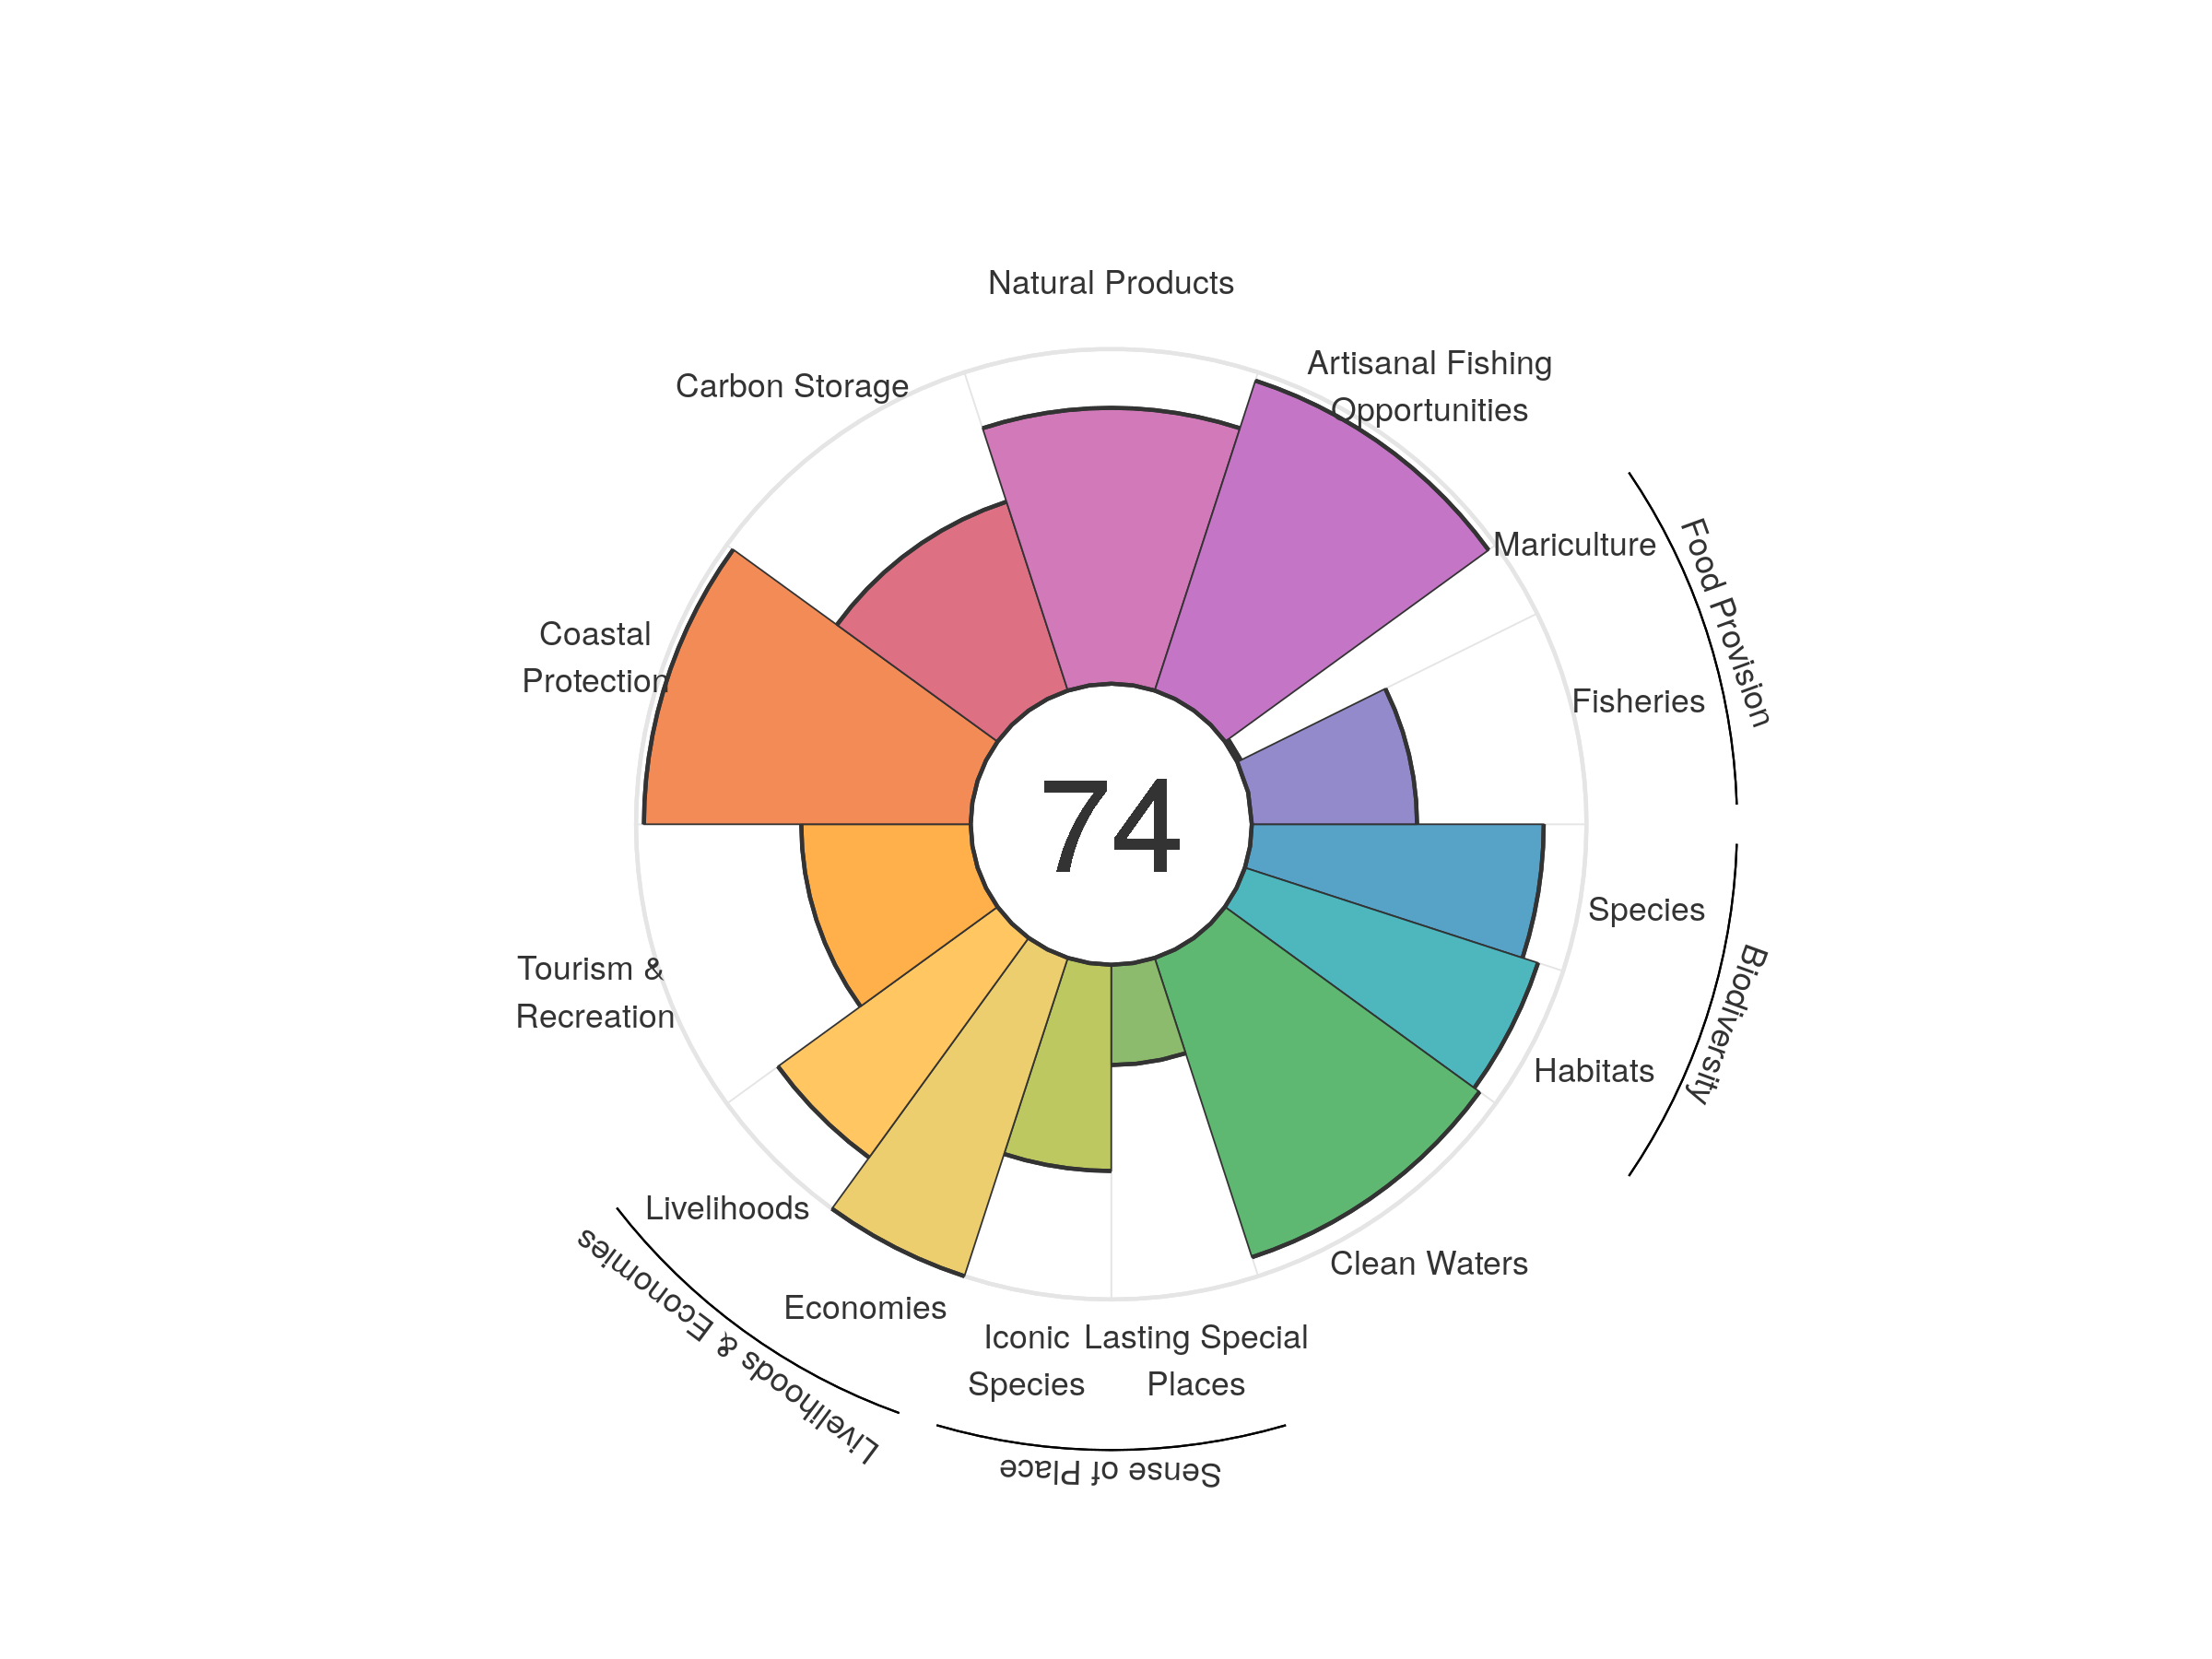 Natural Products
Artisanal Fishing
Opportunities
Carbon Storage
Mariculture
Food Provision
Coastal
Protection
Fisheries
74
Species
Biodiversity
Tourism &
Recreation
Habitats
Livelihoods
Clean Waters
Livelihoods & Economies
Economies
Iconic
Species
Lasting Special
Places
Sense of Place